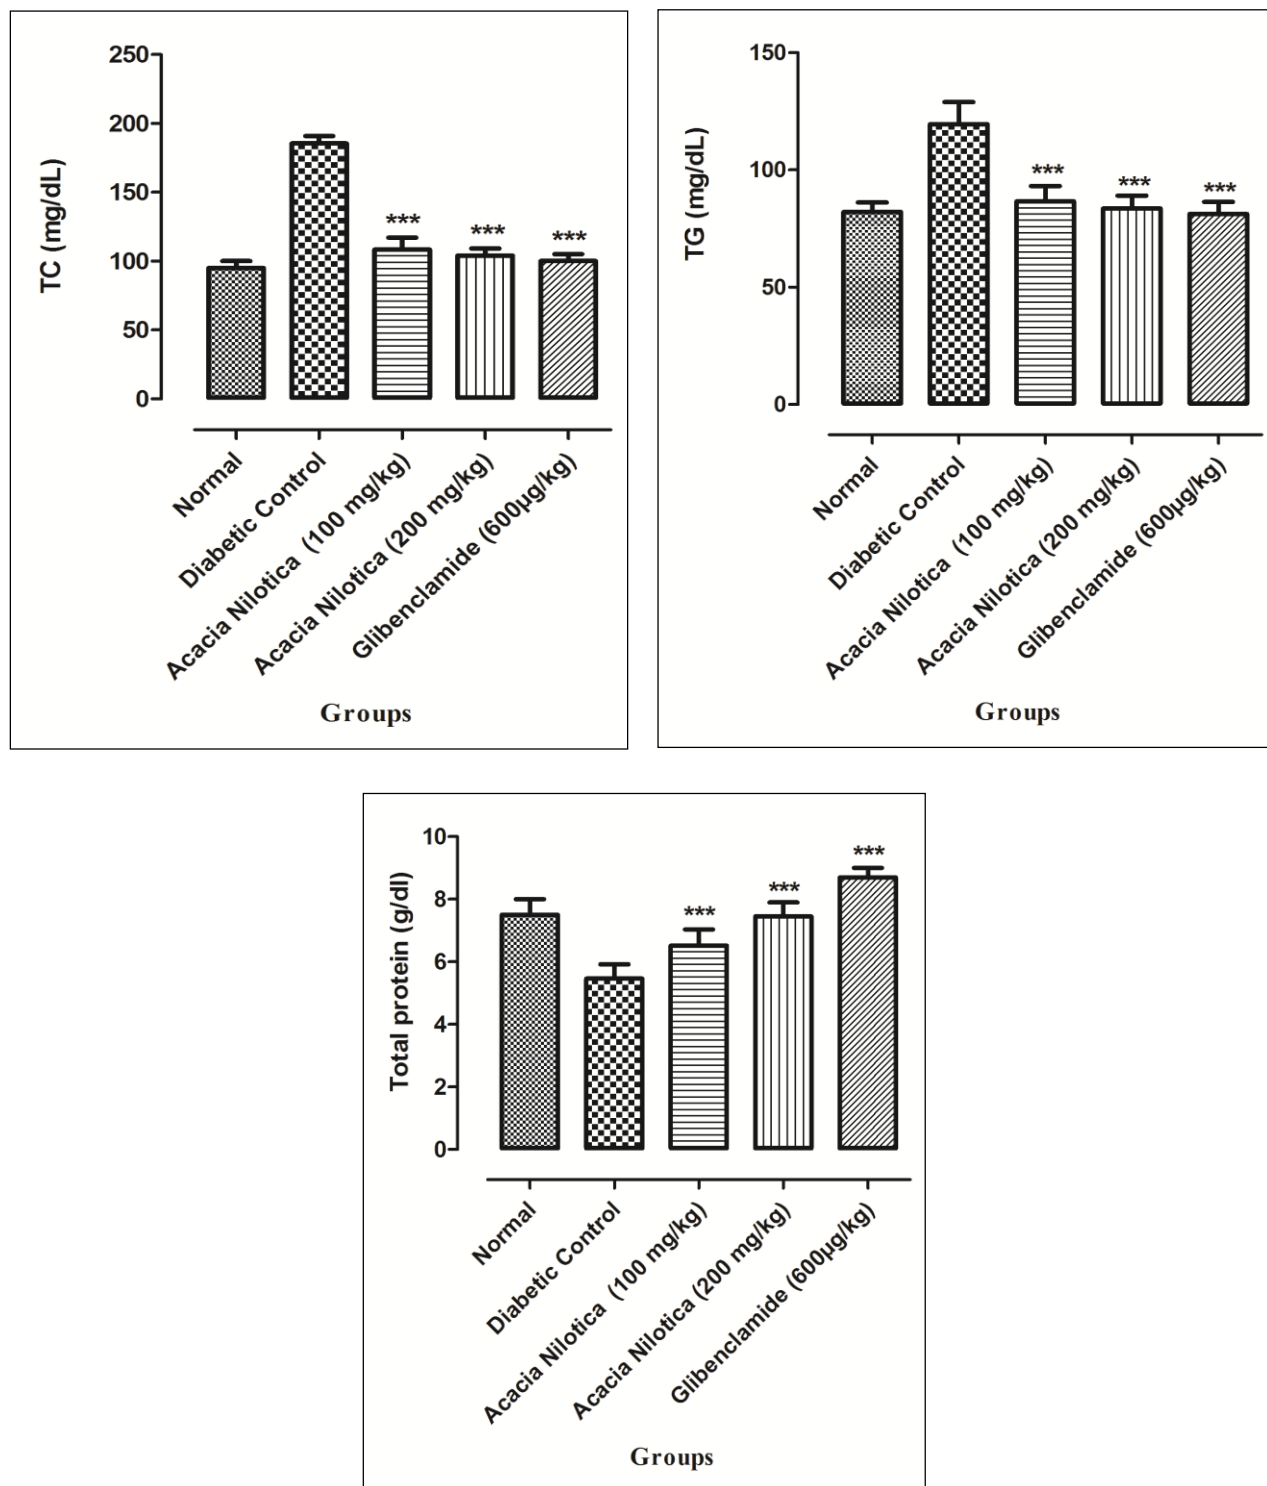 TC (mg/dL)
250
200
150
100
50
0
***
***
***
Normal
Diabetic Control
Acacia Nilotica (100 mg/kg)
Acacia Nilotica (200 mg/kg)
Glibenclamide (600µg/kg)
Groups
TG (mg/dL)
150
100
50
0
***
***
***
Normal
Diabetic Control
Acacia Nilotica (100 mg/kg)
Acacia Nilotica (200 mg/kg)
Glibenclamide (600µg/kg)
Groups
Total protein (g/dl)
10
8
6
4
2
0
***
***
***
Normal
Diabetic Control
Acacia Nilotica (100 mg/kg)
Acacia Nilotica (200 mg/kg)
Glibenclamide (600µg/kg)
Groups